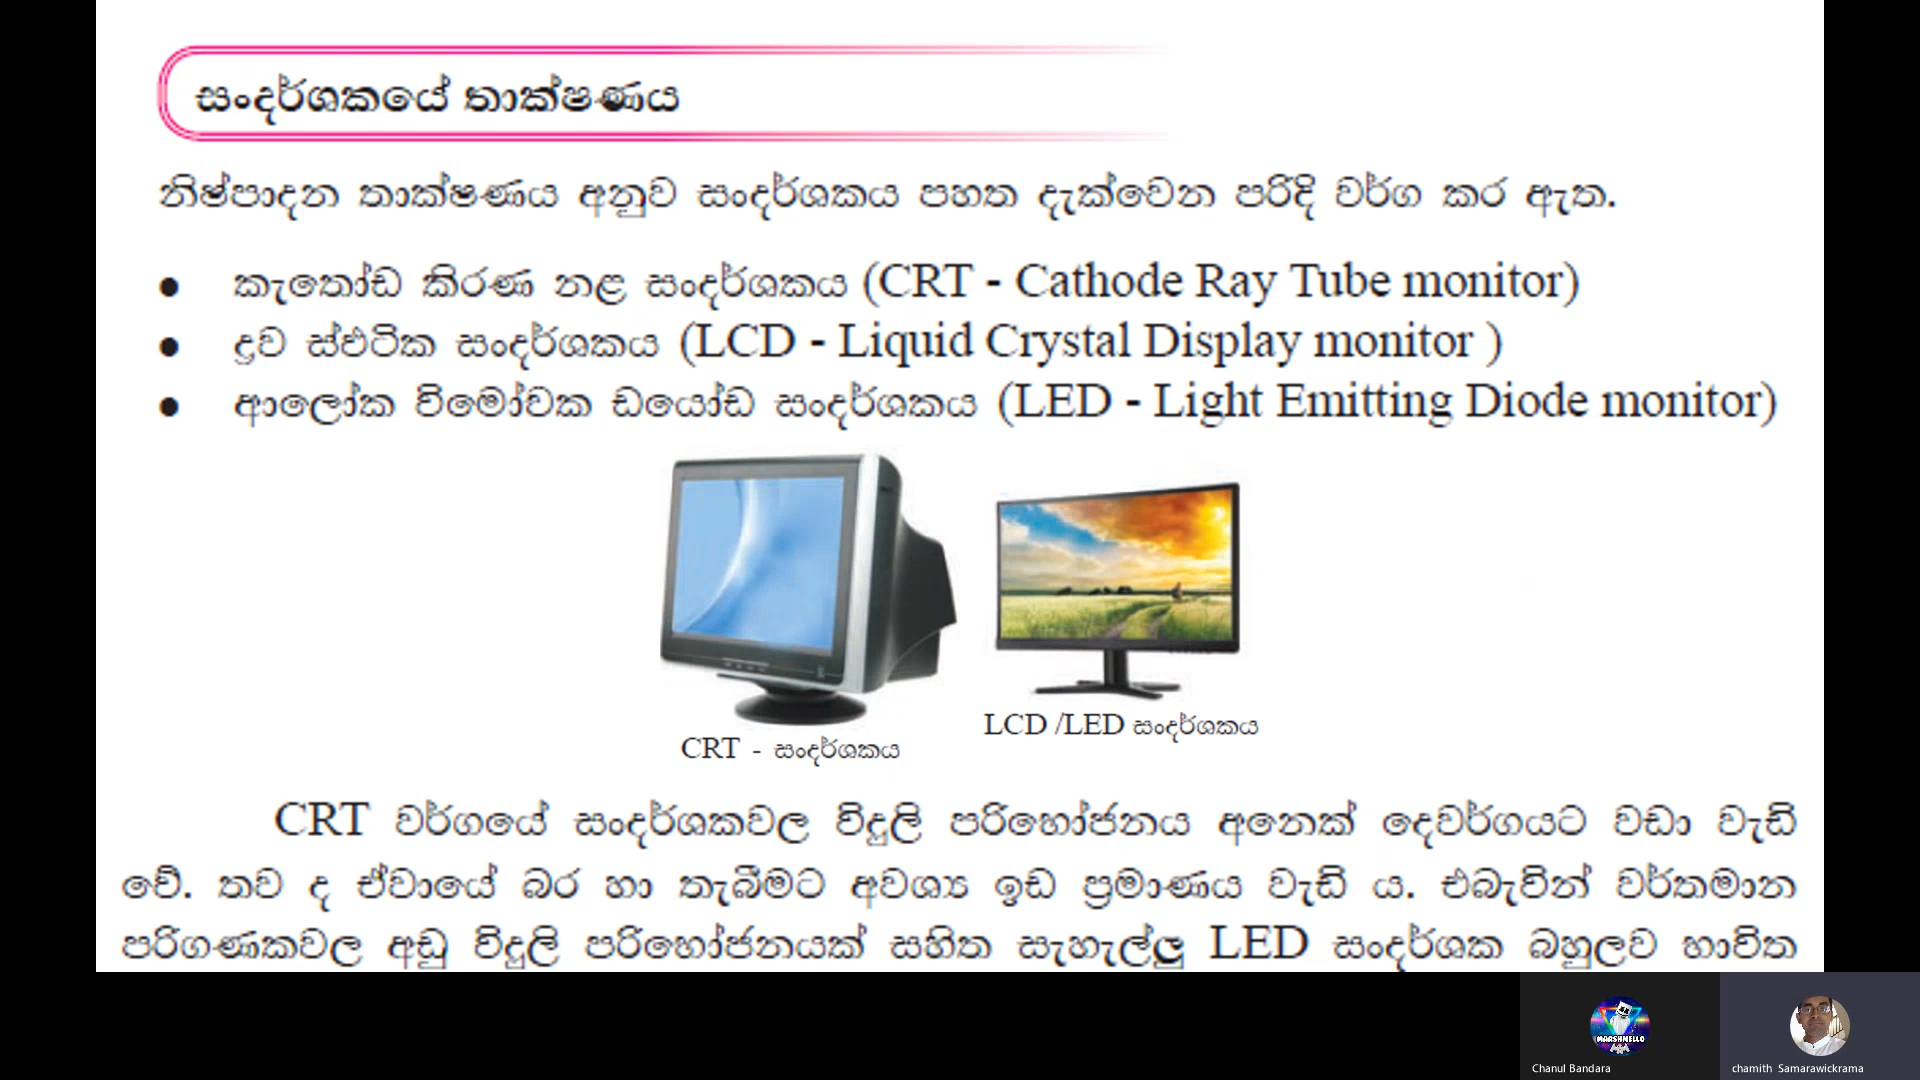 සංදර්ශකයේ තාක්ෂණය
නිෂ්පාදන තාක්ෂණය අනුව සංදර්ශකය පහත දැක්වෙන පරිදි වර්ග කර ඇත.
● කැතෝඩ කිරණ නළ සංදර්ශකය (CRT - Cathode Ray Tube monitor)
● ද්‍රව ස්ඵටික සංදර්ශකය (LCD - Liquid Crystal Display monitor )
● ආලෝක විමෝචක ඩයෝඩ සංදර්ශකය (LED - Light Emitting Diode monitor)
CRT - සංදර්ශකය
LCD /LED සංදර්ශකය
CRT වර්ගයේ සංදර්ශකවල විදුලි පරිභෝජනය අනෙක් දෙවර්ගයට වඩා වැඩි
වේ. තව ද ඒවායේ බර හා තැබීමට අවශ්‍ය ඉඩ ප්‍රමාණය වැඩි ය. එබැවින් වර්තමාන
පරිගණකවල අඩු විදුලි පරිභෝජනයක් සහිත සැහැල්ලු LED සංදර්ශක බහුලව භාවිත
MARSHMELLO
Chanul Bandara
chamith Samarawickrama